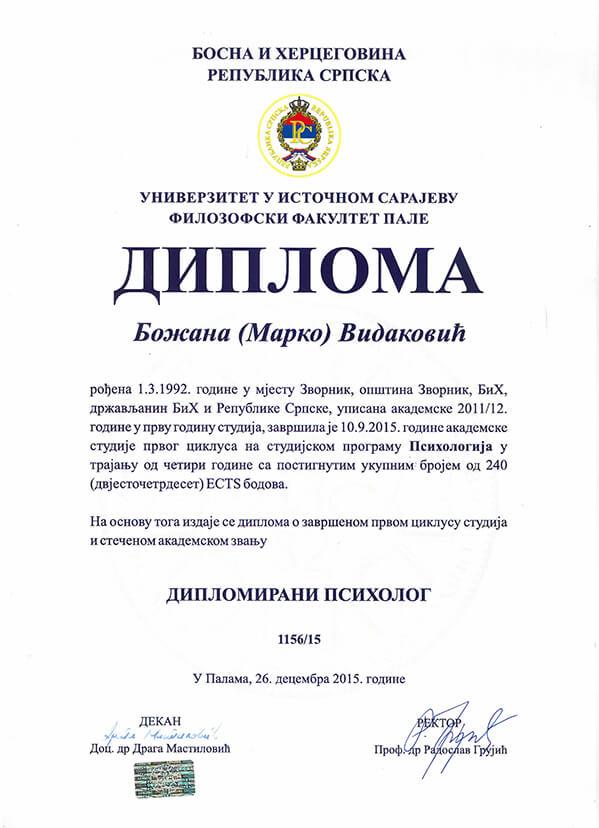 БОСНА И ХЕРЦЕГОВИНА
РЕПУБЛИКА СРПСКА
РЕПУБЛИКА СРПСКА REPUBLIKA SRPSKA
РС
УНИВЕРЗИТЕТ У ИСТОЧНОМ САРАЈЕВУ
ФИЛОЗОФСКИ ФАКУЛТЕТ ПАЛЕ
ДИПЛОМА
Божана (Марко) Видаковић
рођена 1.3.1992. године у мјесту Зворник, општина Зворник, БиХ,
држављанин БиХ и Републике Српске, уписана академске 2011/12.
године у прву годину студија, завршила је 10.9.2015. године академске
студије првог циклуса на студијском програму Психологија у
трајању од четири године са постигнутим укупним бројем од 240
(двјесточетрдесет) ECTS бодова.
На основу тога издаје се диплома о завршеном првом циклусу студија
и стеченом академском звању
ДИПЛОМИРАНИ ПСИХОЛОГ
1156/15
У Палама, 26. децембра 2015. године
ДЕКАН
Доц. др Драга Мастиловић
РЕКТОР
Проф. др Радослав Грујић